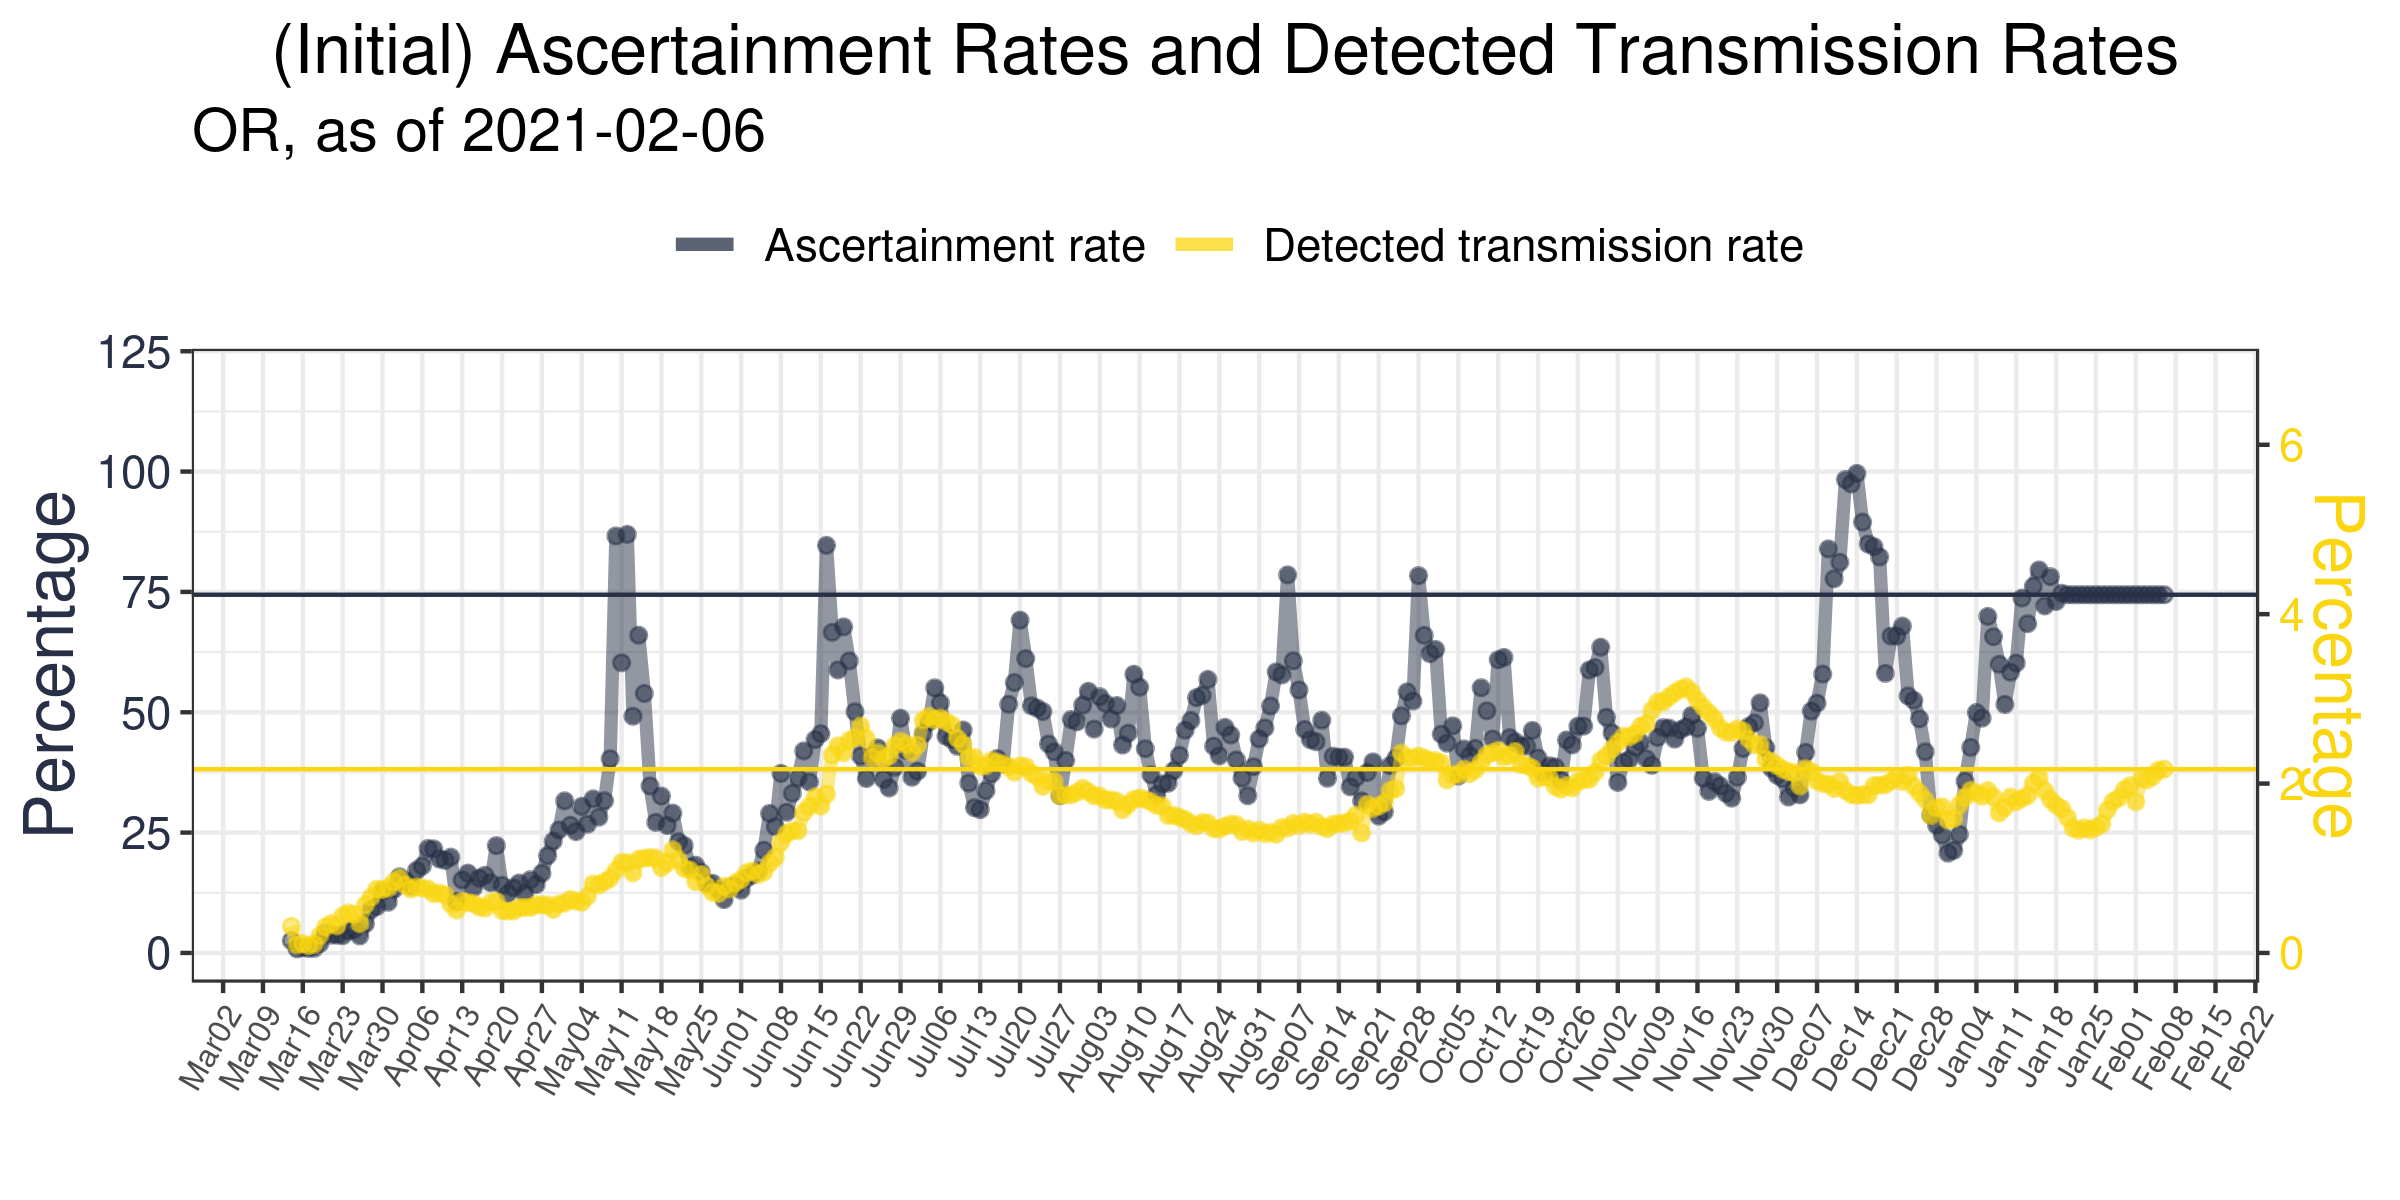 (Initial) Ascertainment Rates and Detected Transmission Rates
OR, as of 2021-02-06
Ascertainment rate Detected transmission rate
125
100
75
50
25
0
Percentage
6
4
2
0
Percentage
Mar02 Mar09 Mar16 Mar23 Mar30 Apr06 Apr13 Apr20 Apr27 May04 May11 May18 May25 Jun01 Jun08 Jun15 Jun22 Jun29 Jul06 Jul13 Jul20 Jul27 Aug03 Aug10 Aug17 Aug24 Aug31 Sep07 Sep14 Sep21 Sep28 Oct05 Oct12 Oct19 Oct26 Nov02 Nov09 Nov16 Nov23 Nov30 Dec07 Dec14 Dec21 Dec28 Jan04 Jan11 Jan18 Jan25 Feb01 Feb08 Feb15 Feb22